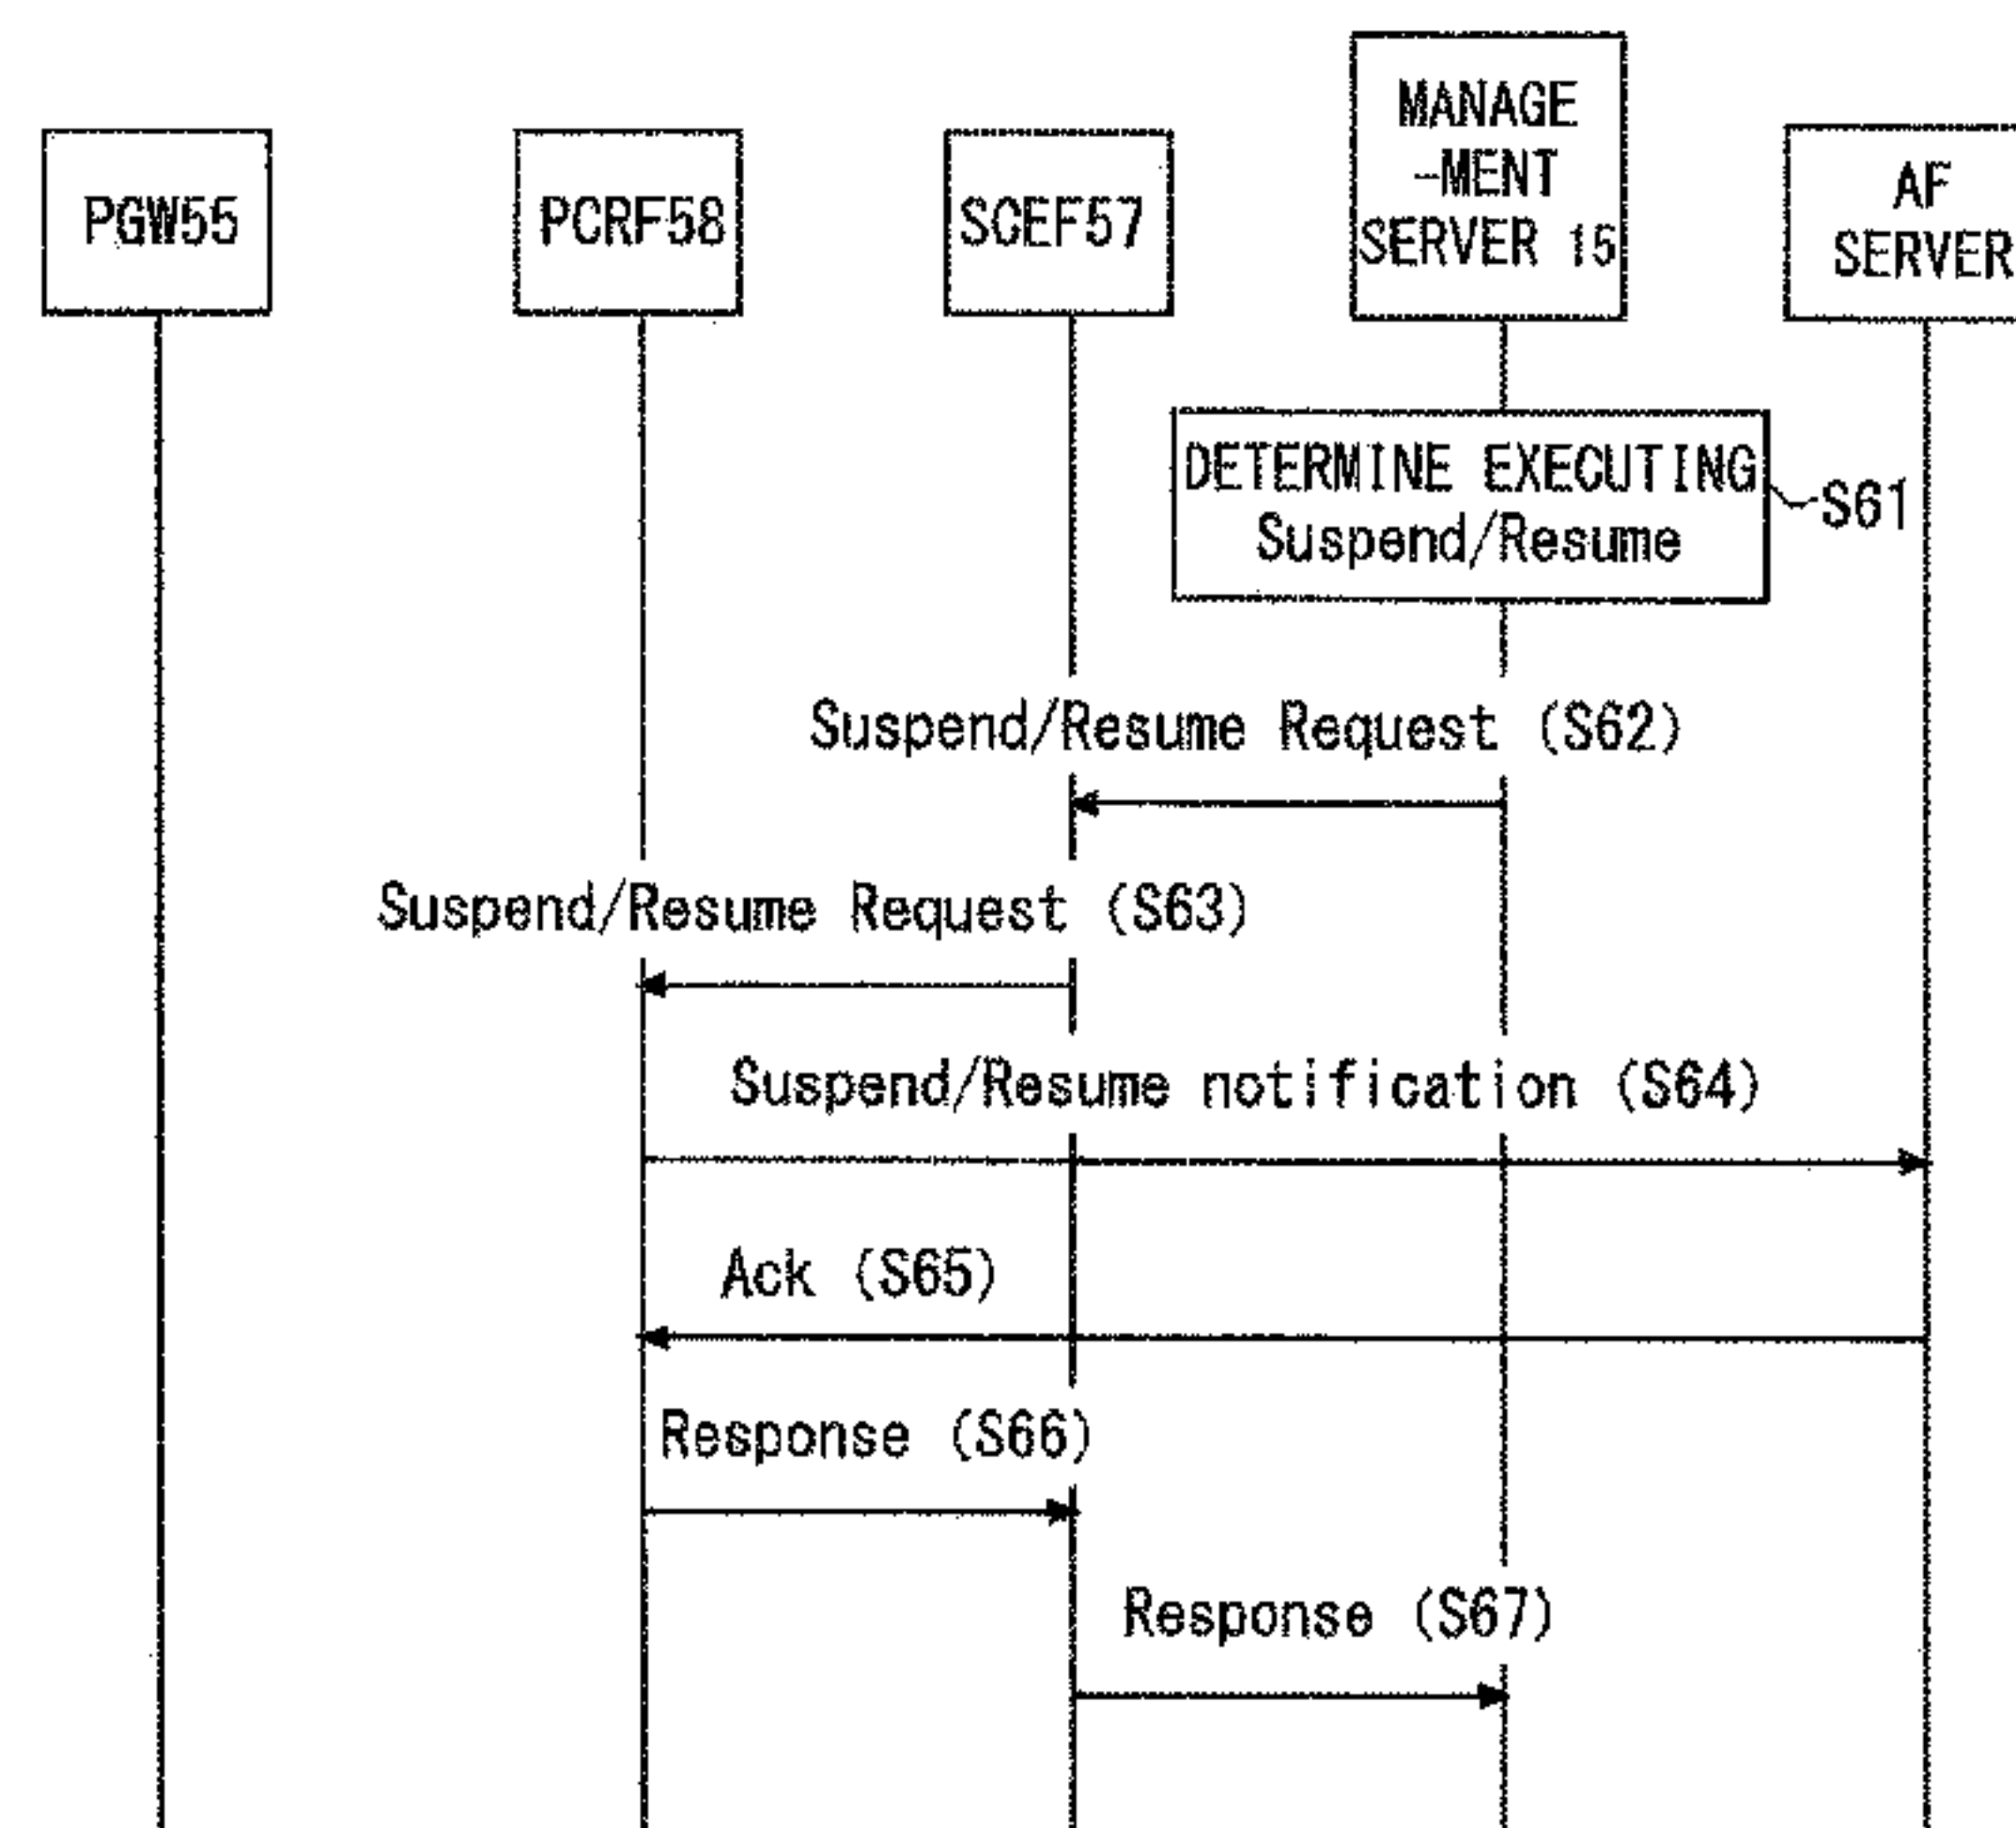 PGW55
PCRF58
SCEF57
MANAGE
-MENT
SERVER 15
AF
SERVER
DETERMINE EXECUTING
Suspend/Resume
S61
Suspend/Resume Request (S62)
Suspend/Resume Request (S63)
Suspend/Resume notification (S64)
Ack (S65)
Response (S66)
Response (S67)